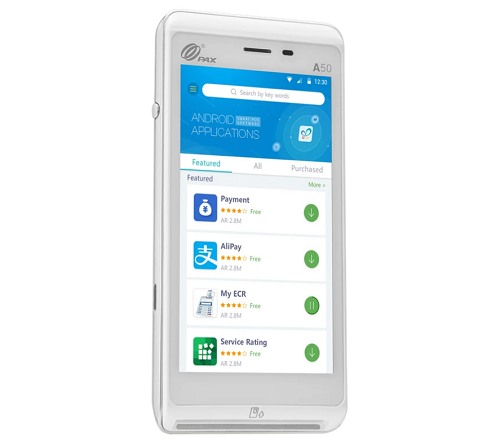 PAX
A50
12:30
Search by key words
ANDROID SMART POS SOFTWARE
APPLICATIONS
Featured All Purchased
Featured More >
Payment
Free
AR 2.8M
AliPay
Free
AR 2.8M
My ECR
Free
AR 2.8M
Service Rating
Free
AR 2.8M